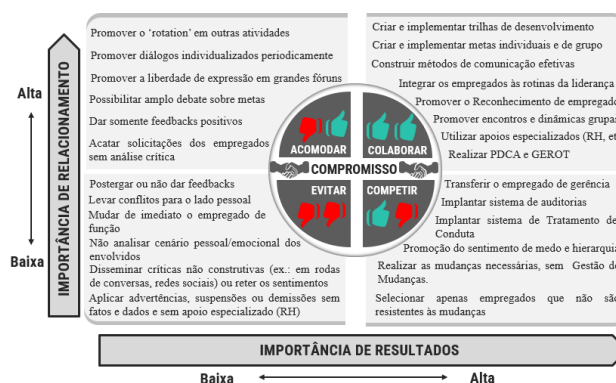 Promover o ‘rotation’ em outras atividades
Promover diálogos individualizados periodicamente
Promover a liberdade de expressão em grandes fóruns
Possibilitar amplo debate sobre metas
Dar somente feedbacks positivos
Acatar solicitações dos empregados
sem análise crítica
Criar e implementar trilhas de desenvolvimento
Criar e implementar metas individuais e de grupo
Construir métodos de comunicação efetivas
Integrar os empregados às rotinas da liderança
Promover o Reconhecimento de empregado
Promover encontros e dinâmicas grupa
Utilizar apoios especializados (RH, et
Realizar PDCA e GEROT
IMPORTÂNCIA DE RELACIONAMENTO
Alta
Baixa
ACOMODAR
COLABORAR
COMPROMISSO
EVITAR
COMPETIR
Postergar ou não dar feedbacks
Levar conflitos para o lado pessoal
Mudar de imediato o empregado de
função
Não analisar cenário pessoal/emocional dos
envolvidos
Disseminar críticas não construtivas (ex.: em rodas
de conversas, redes sociais) ou reter os sentimentos
Aplicar advertências, suspensões ou demissões sem
fatos e dados e sem apoio especializado (RH)
Transferir o empregado de gerência
Implantar sistema de auditorias
Implantar sistema de Tratamento de
Conduta
Promoção do sentimento de medo e hierarquia
Realizar as mudanças necessárias, sem Gestão de
Mudanças.
Selecionar apenas empregados que não são
resistentes às mudanças
IMPORTÂNCIA DE RESULTADOS
Baixa
Alta